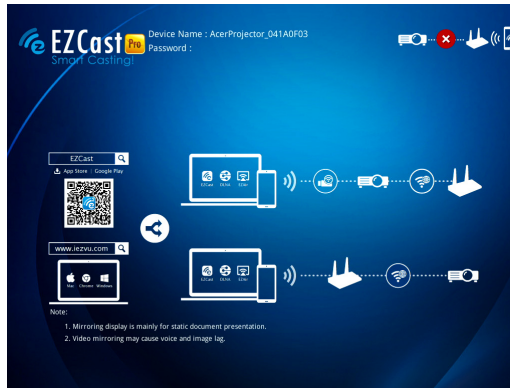 EZCast Pro
Smart Casting!
Device Name : AcerProjector_041A0F03
Password :
EZCast
App Store | Google Play
EZCast DLNA EZAir
www.iezvu.com
Mac Chrome Windows
EZCast DLNA EZAir
Note:
1. Mirroring display is mainly for static document presentation.
2. Video mirroring may cause voice and image lag.